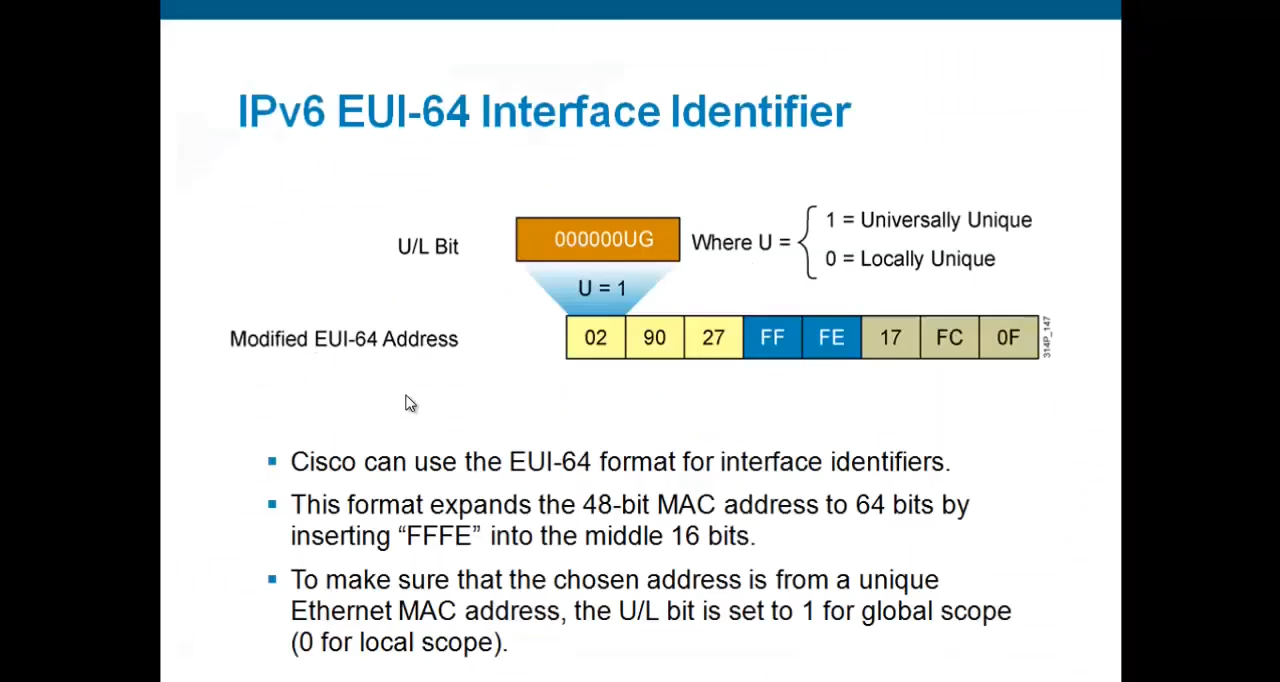 IPv6 EUI-64 Interface Identifier
U/L Bit
000000UG
Where U =
1 = Universally Unique
0 = Locally Unique
U = 1
Modified EUI-64 Address
02 90 27 FF FE 17 FC 0F
314P_147
▪ Cisco can use the EUI-64 format for interface identifiers.
▪ This format expands the 48-bit MAC address to 64 bits by
inserting “FFFE” into the middle 16 bits.
▪ To make sure that the chosen address is from a unique
Ethernet MAC address, the U/L bit is set to 1 for global scope
(0 for local scope).